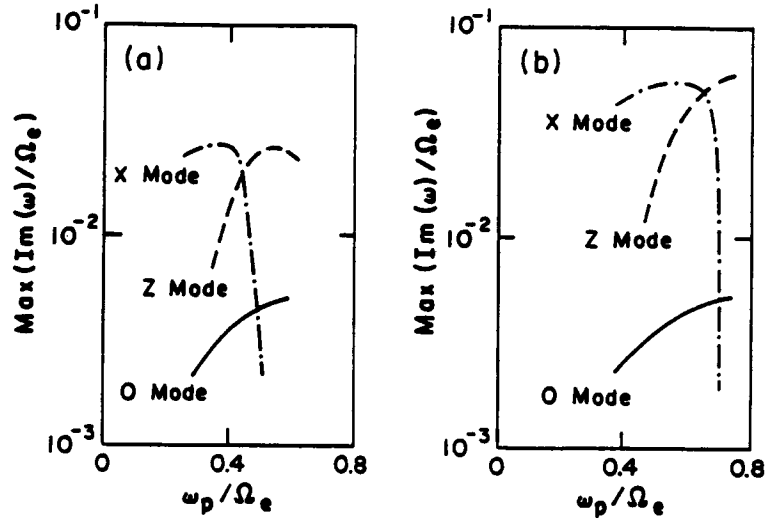 (a)
Max(Im(ω)/Ωₑ)
10⁻¹
10⁻²
10⁻³
X Mode
Z Mode
O Mode
0
0.4
0.8
ωₚ/Ωₑ
(b)
Max(Im(ω)/Ωₑ)
10⁻¹
10⁻²
10⁻³
X Mode
Z Mode
O Mode
0
0.4
0.8
ωₚ/Ωₑ